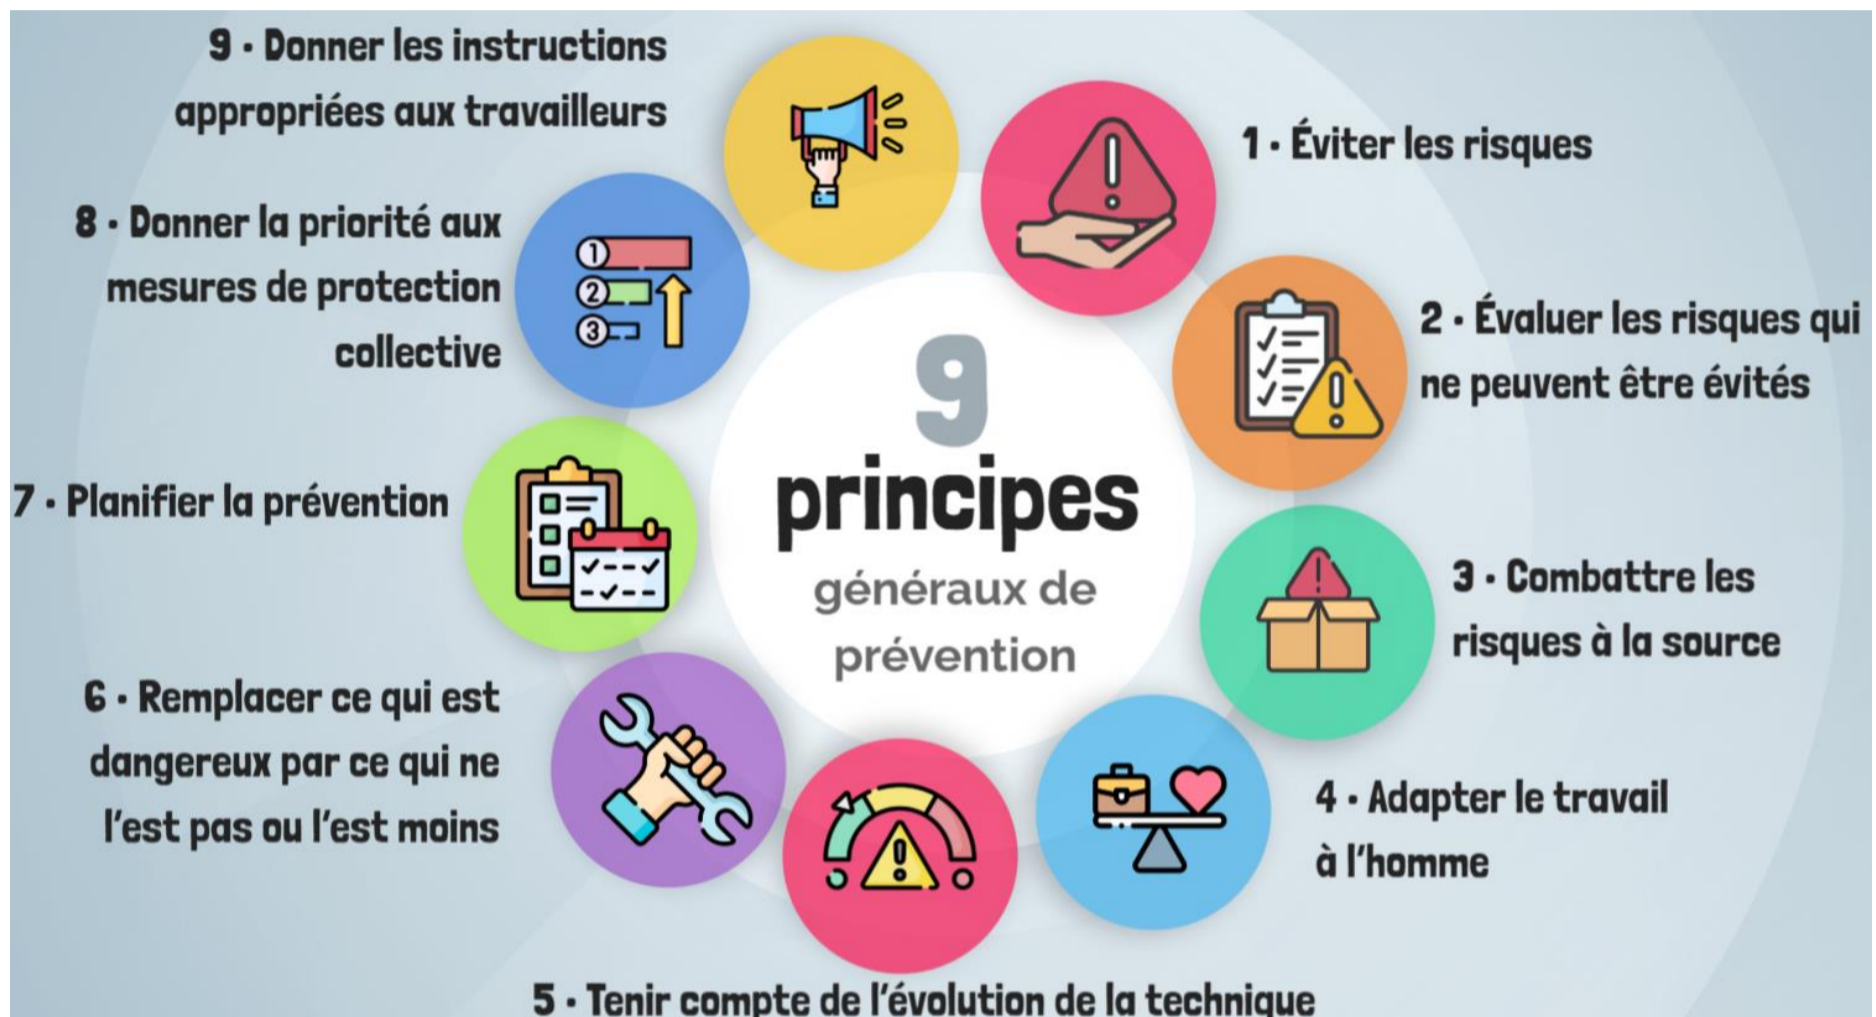 9
principes
généraux de
prévention
1 · Éviter les risques
2 · Évaluer les risques qui
ne peuvent être évités
3 · Combattre les
risques à la source
4 · Adapter le travail
à l'homme
5 · Tenir compte de l'évolution de la technique
6 · Remplacer ce qui est
dangereux par ce qui ne
l'est pas ou l'est moins
7 · Planifier la prévention
8 · Donner la priorité aux
mesures de protection
collective
1
2
3
9 · Donner les instructions
appropriées aux travailleurs